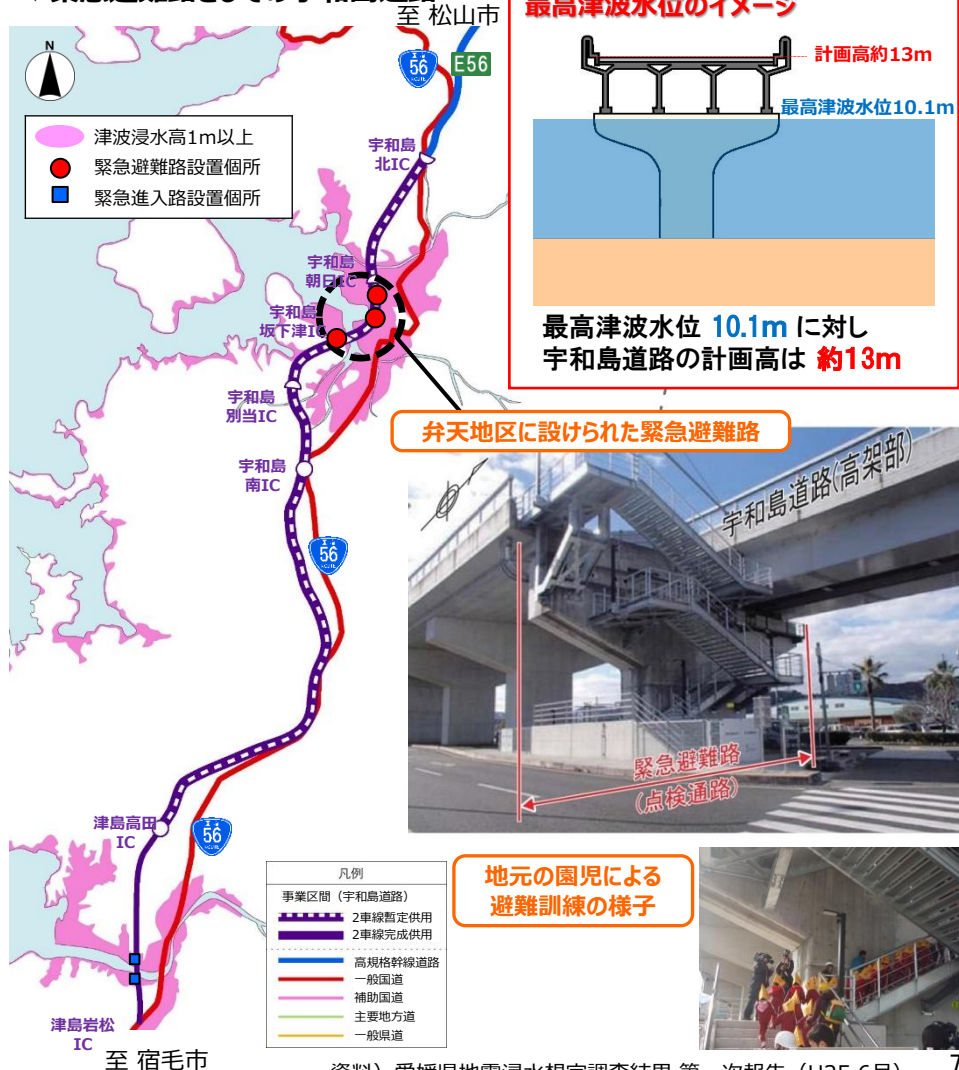 至 松山市
N
56
ROUTE
E56
津波浸水高1m以上
緊急避難路設置個所
緊急進入路設置個所
宇和島
北IC
宇和島
朝日IC
宇和島
坂下津IC
宇和島
別当IC
宇和島
南IC
56
ROUTE
津島高田
IC
56
ROUTE
津島岩松
IC
至 宿毛市
最高津波水位のイメージ
計画高約13m
最高津波水位10.1m
最高津波水位 10.1m に対し
宇和島道路の計画高は 約13m
弁天地区に設けられた緊急避難路
宇和島道路(高架部)
緊急避難路
(点検通路)
凡例
事業区間(宇和島道路)
2車線暫定供用
2車線完成供用
高規格幹線道路
一般国道
補助国道
主要地方道
一般県道
地元の園児による
避難訓練の様子
7